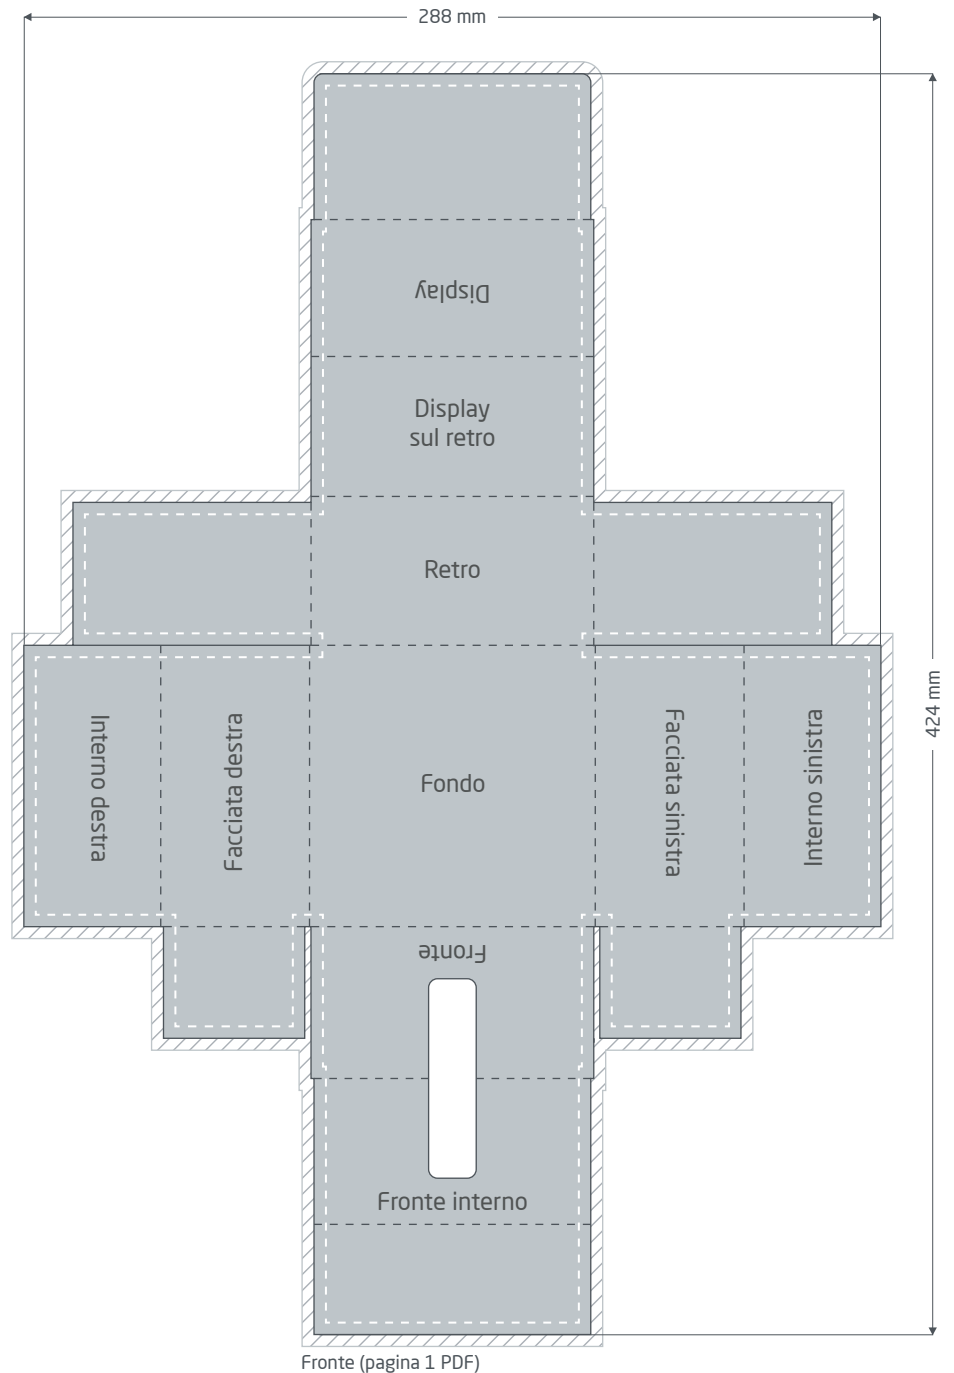 288 mm
Display
Display
sul retro
Retro
424 mm
Interno destra
Facciata destra
Fondo
Facciata sinistra
Interno sinistra
Fronte
Fronte interno
Fronte (pagina 1 PDF)